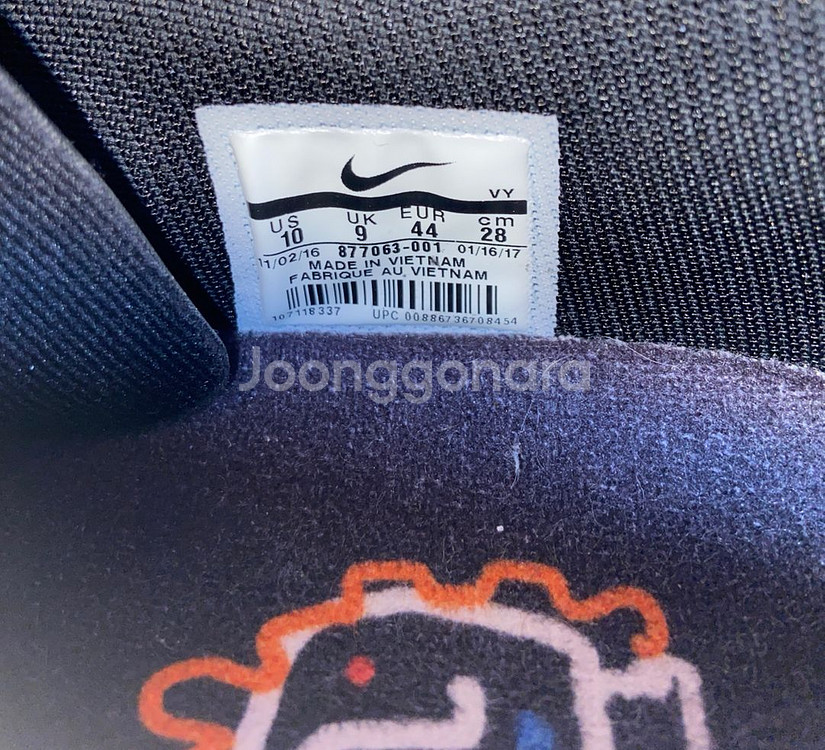 VY
US UK EUR cm
10 9 44 28
11/02/16 877063-001 01/16/17
MADE IN VIETNAM
FABRIQUE AU VIETNAM
107118337 UPC 00886736708454
Joonggonara